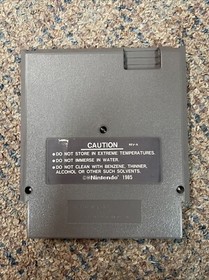 CAUTION
REV-A
●DO NOT STORE IN EXTREME TEMPERATURES.
●DO NOT IMMERSE IN WATER.
●DO NOT CLEAN WITH BENZENE, THINNER,
ALCOHOL OR OTHER SUCH SOLVENTS.
Nintendo 1985